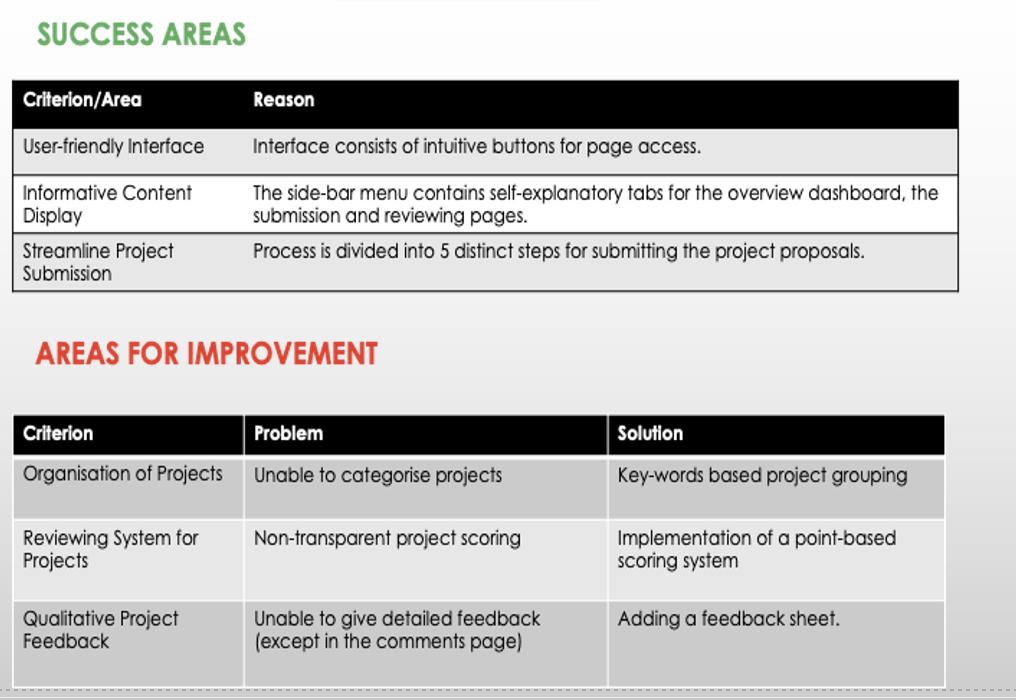 SUCCESS AREAS
Criterion/Area Reason
User-friendly Interface Interface consists of intuitive buttons for page access.
Informative Content The side-bar menu contains self-explanatory tabs for the overview dashboard, the
Display submission and reviewing pages.
Streamline Project Process is divided into 5 distinct steps for submitting the project proposals.
Submission
AREAS FOR IMPROVEMENT
Criterion Problem Solution
Organisation of Projects Unable to categorise projects Key-words based project grouping
Reviewing System for Non-transparent project scoring Implementation of a point-based
Projects scoring system
Qualitative Project Unable to give detailed feedback Adding a feedback sheet.
Feedback (except in the comments page)